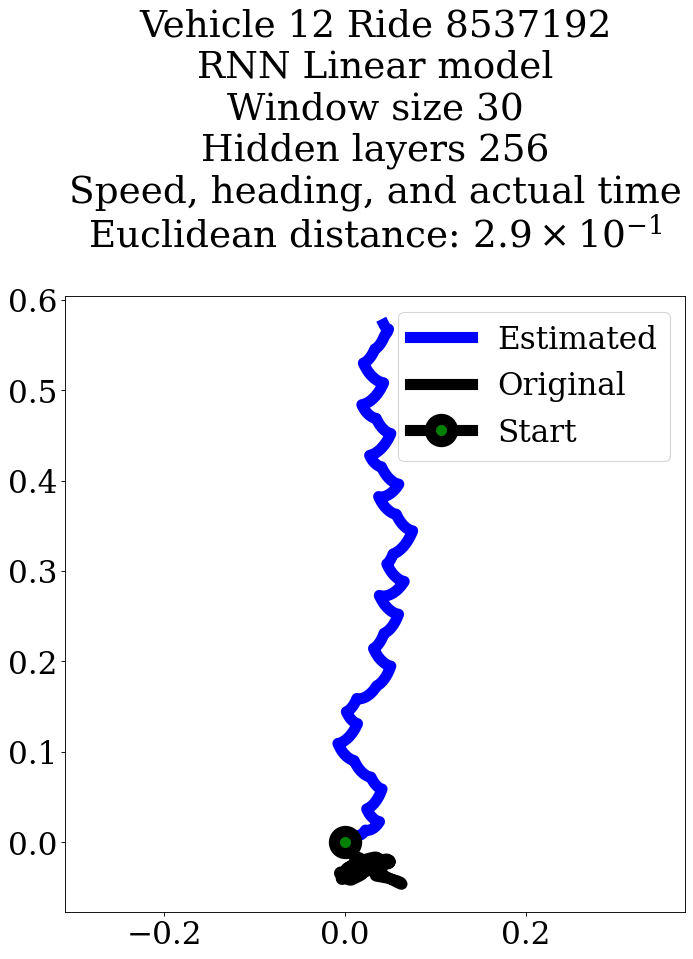 Vehicle 12 Ride 8537192
RNN Linear model
Window size 30
Hidden layers 256
Speed, heading, and actual time
Euclidean distance: 2.9 × 10⁻¹
0.6
0.5
0.4
0.3
0.2
0.1
0.0
Estimated
Original
Start
−0.2
0.0
0.2